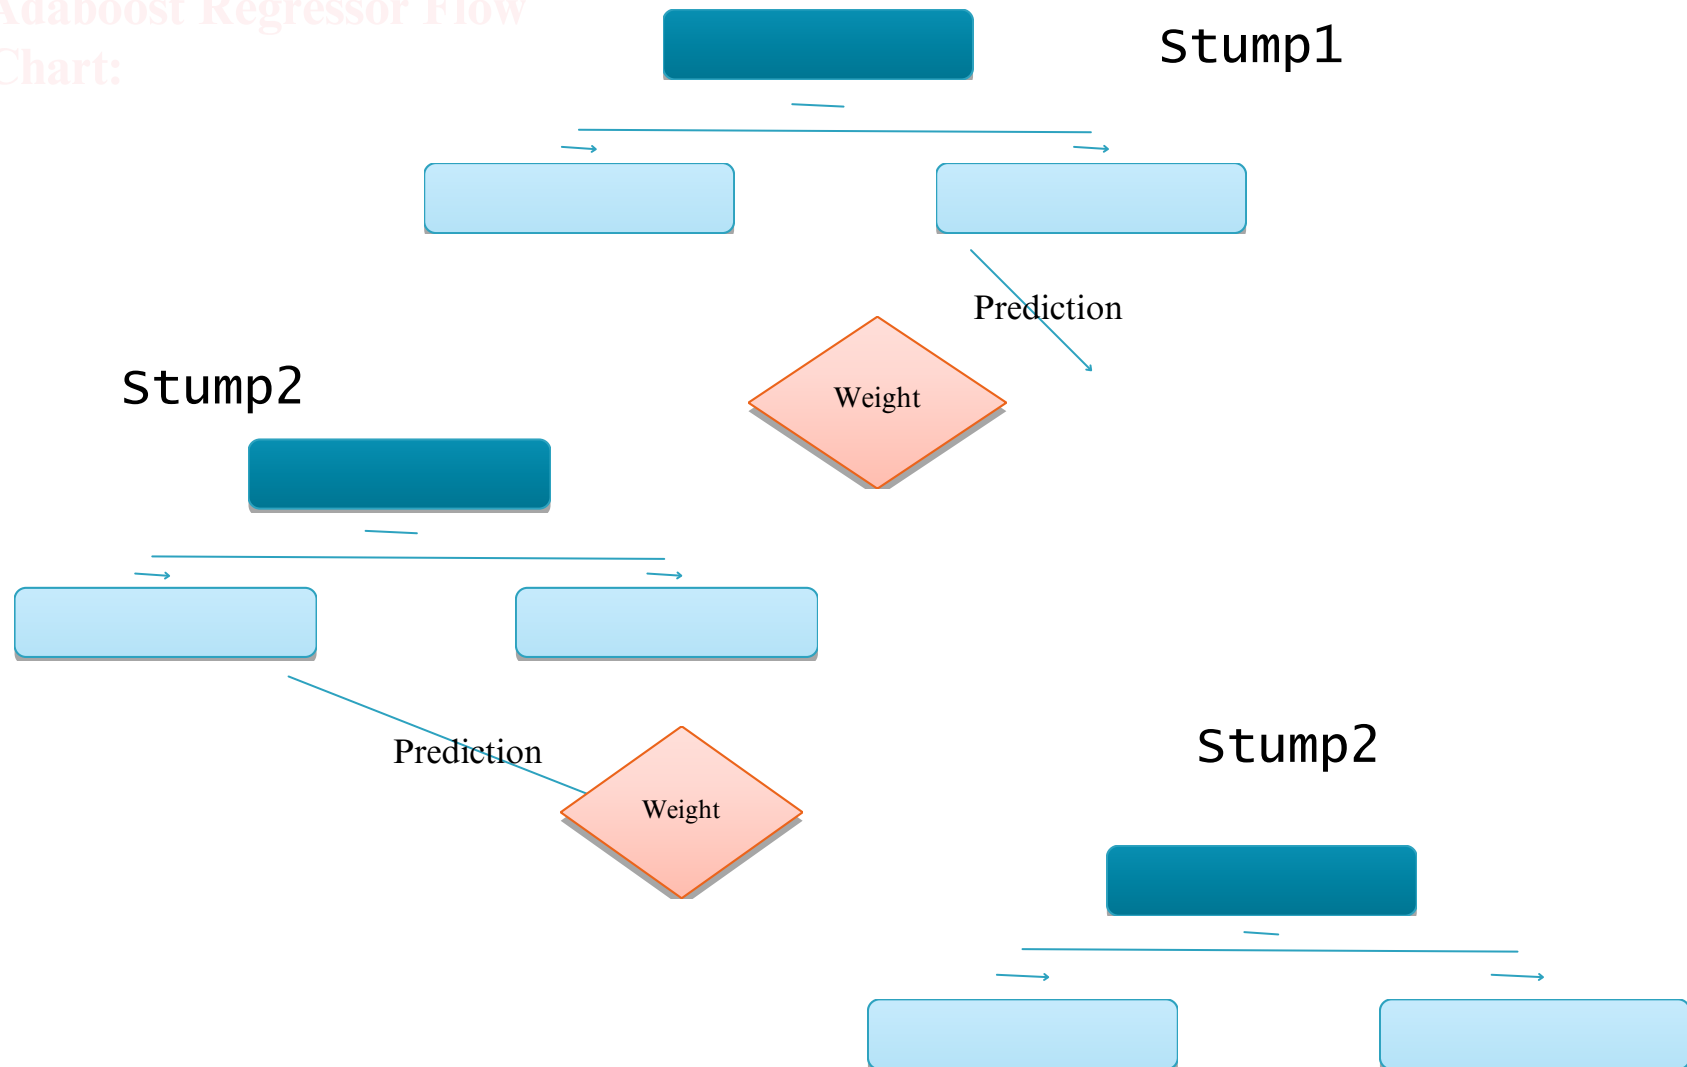 Adaboost Regressor Flow
Chart:
Stump1
Prediction
Weight
Stump2
Prediction
Weight
Stump2